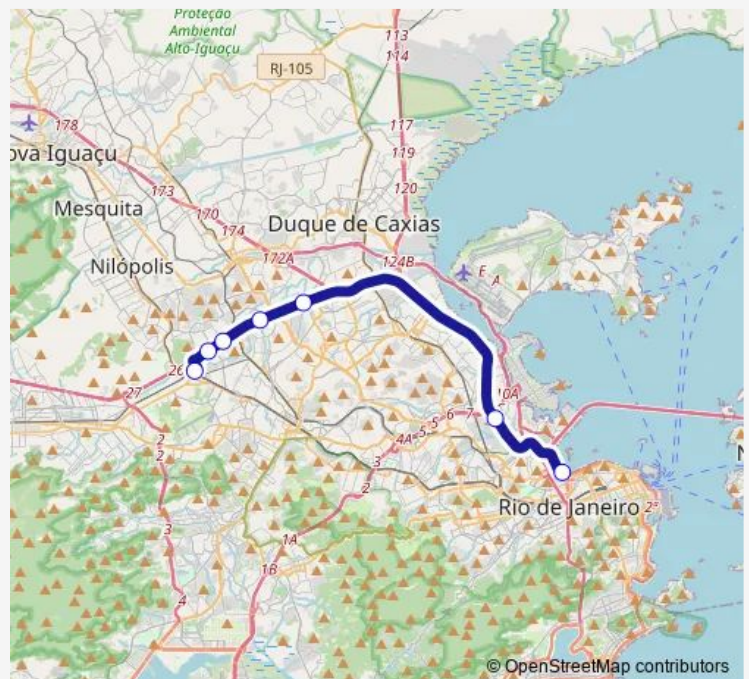 Proteção
Ambiental
Alto-Iguaçu
113
114
RJ-105
178
117
ova Iguaçu
119
173
120
Mesquita
170
174
Duque de Caxias
172A
124B
Nilópolis
E
A
26
27
10A
2
2
7
6
5
5
4A
3
2
3
N
Rio de Janeiro
2ª
1A
1B
4
© OpenStreetMap contributors